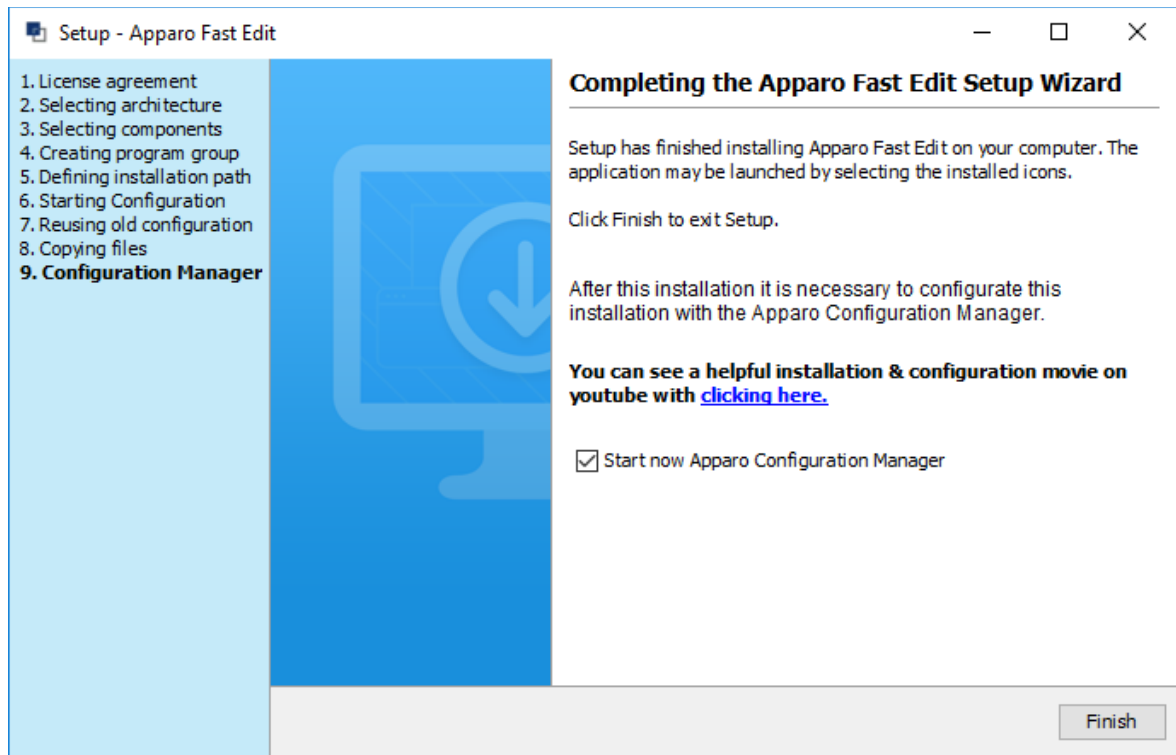 Setup - Apparo Fast Edit
1. License agreement
2. Selecting architecture
3. Selecting components
4. Creating program group
5. Defining installation path
6. Starting Configuration
7. Reusing old configuration
8. Copying files
9. Configuration Manager
Completing the Apparo Fast Edit Setup Wizard
Setup has finished installing Apparo Fast Edit on your computer. The
application may be launched by selecting the installed icons.
Click Finish to exit Setup.
After this installation it is necessary to configurate this
installation with the Apparo Configuration Manager.
You can see a helpful installation & configuration movie on
youtube with clicking here.
Start now Apparo Configuration Manager
Finish